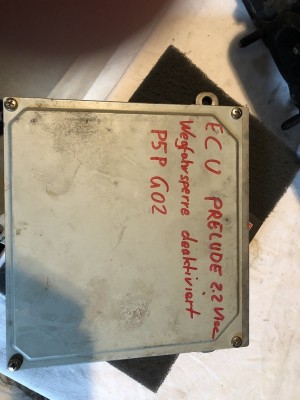 ECU PRELUDE 2.2 Vtec
Wegfahrsperre deaktiviert
P5P G02